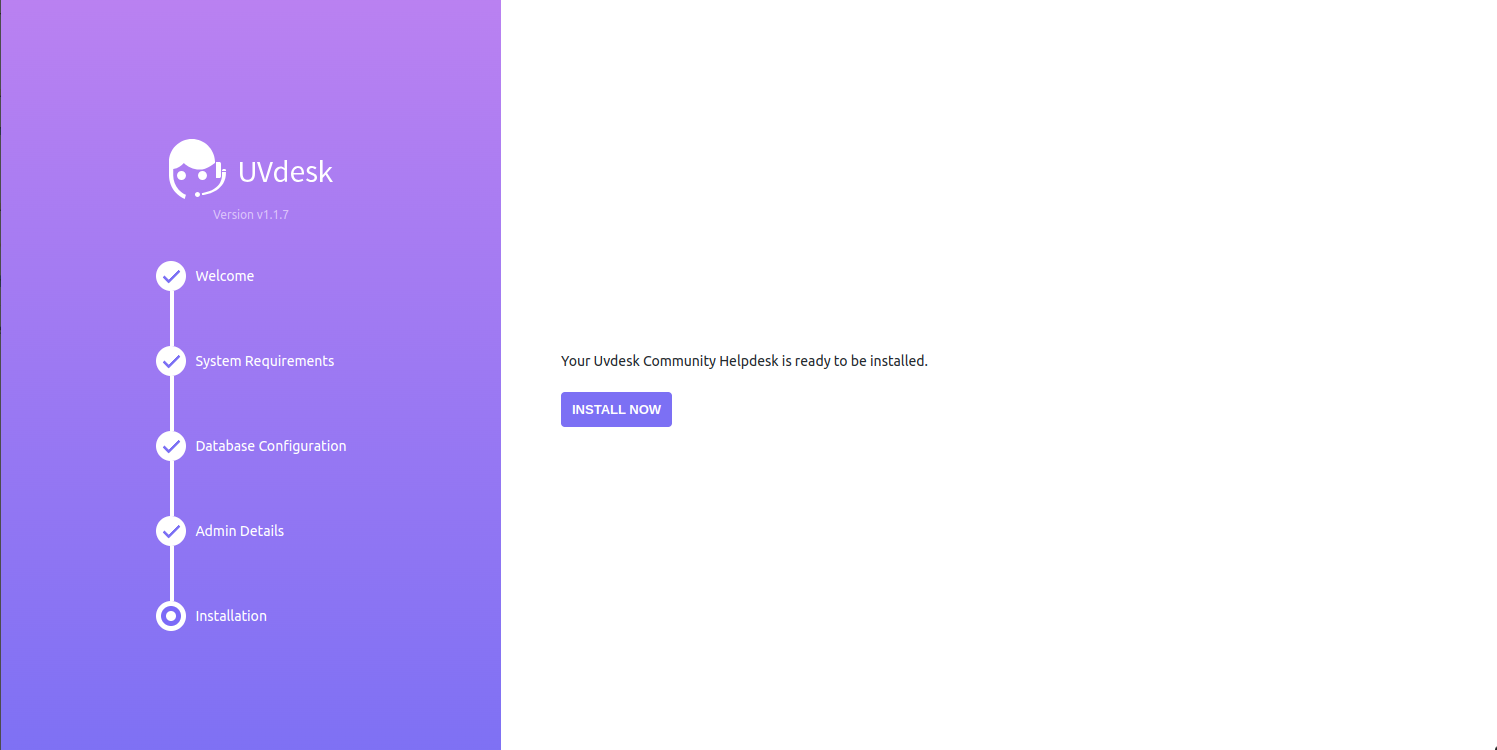 UVdesk
Version v1.1.7
Welcome
System Requirements
Database Configuration
Admin Details
Installation
Your Uvdesk Community Helpdesk is ready to be installed.
INSTALL NOW